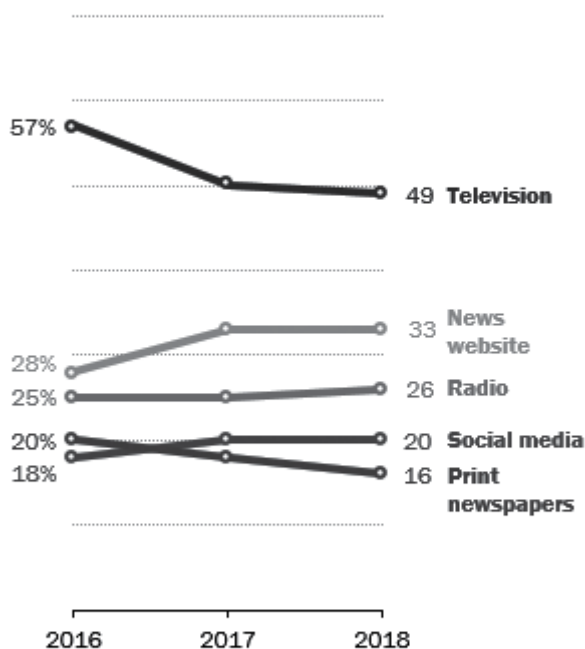 57%
49 Television
33 News
website
28%
25%
26 Radio
20%
20 Social media
18%
16 Print
newspapers
2016 2017 2018